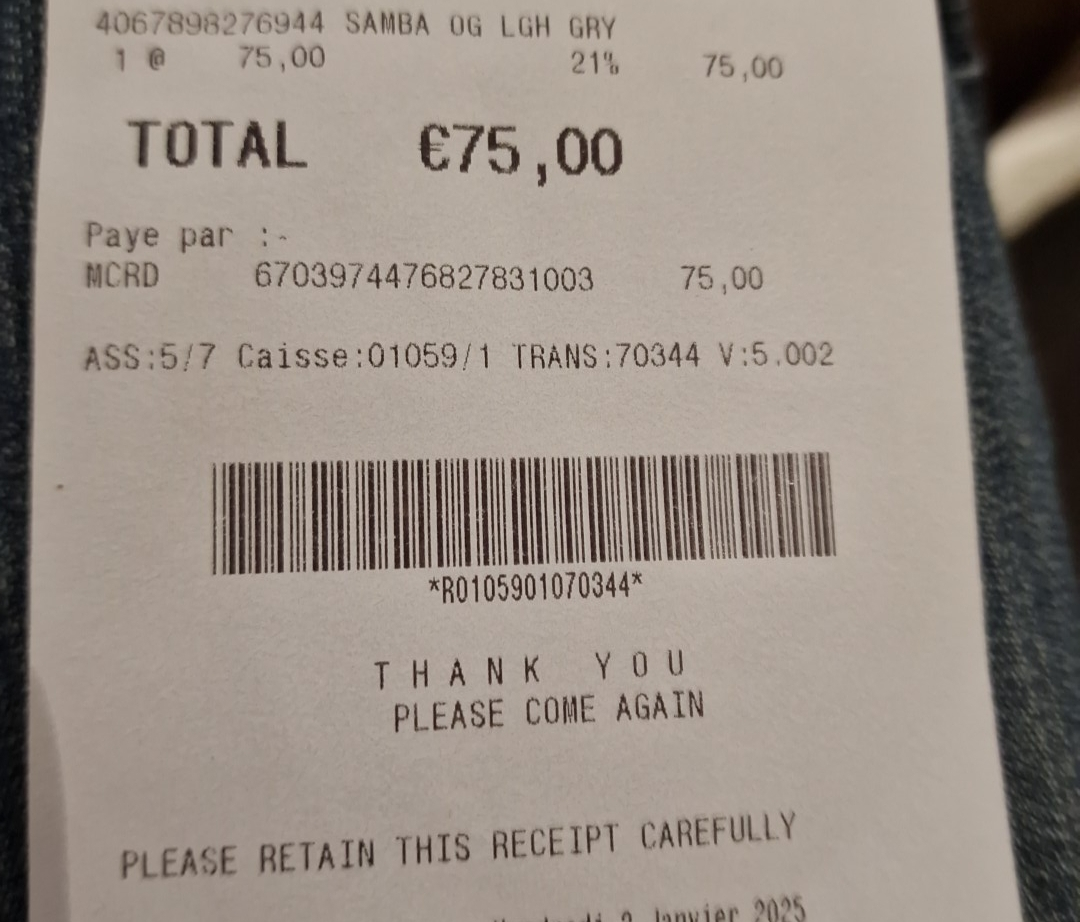 4067898276944 SAMBA OG LGH GRY
1 @ 75,00 21% 75,00
TOTAL €75,00
Paye par :-
MCRD 6703974476827831003 75,00
ASS:5/7 Caisse:01059/1 TRANS:70344 V:5.002
*R0105901070344*
THANK YOU
PLEASE COME AGAIN
PLEASE RETAIN THIS RECEIPT CAREFULLY
Janvier 2025